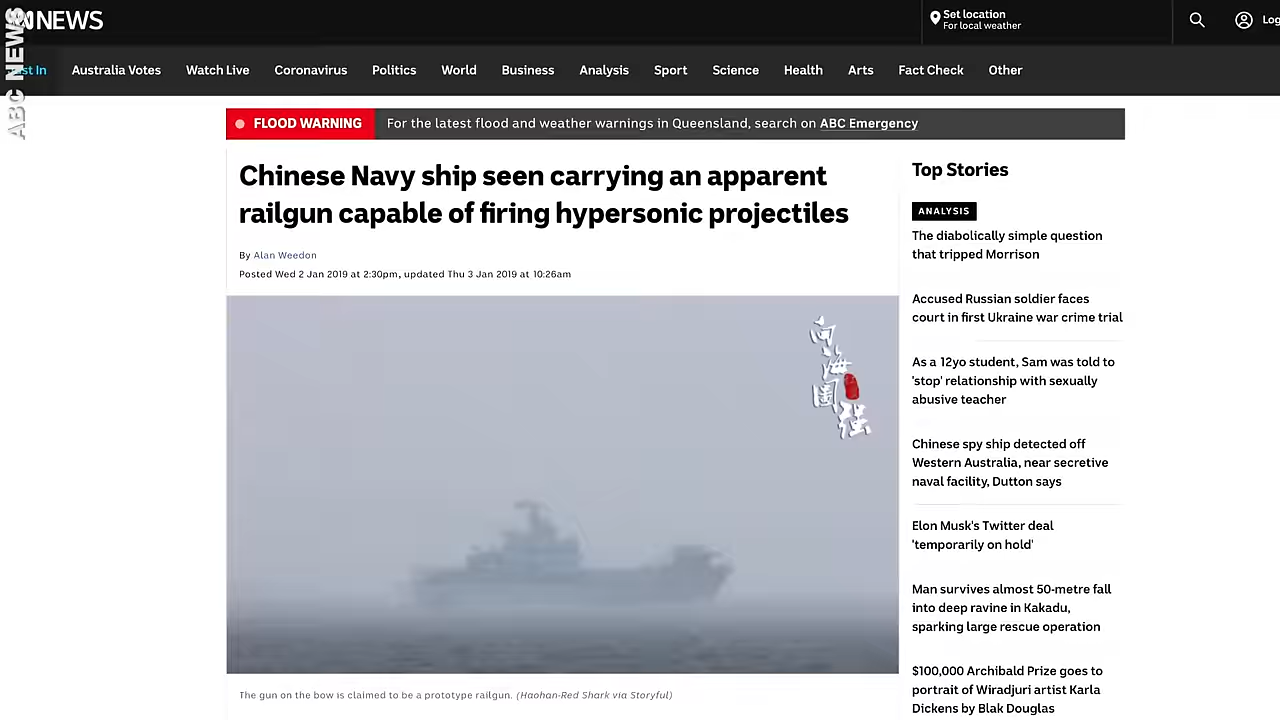 NEWS
ABC NEWS
Set location
For local weather
Log
st In
Australia Votes
Watch Live
Coronavirus
Politics
World
Business
Analysis
Sport
Science
Health
Arts
Fact Check
Other
FLOOD WARNING
For the latest flood and weather warnings in Queensland, search on ABC Emergency
Chinese Navy ship seen carrying an apparent
railgun capable of firing hypersonic projectiles
By Alan Weedon
Posted Wed 2 Jan 2019 at 2:30pm, updated Thu 3 Jan 2019 at 10:26am
向海图强
The gun on the bow is claimed to be a prototype railgun. (Haohan-Red Shark via Storyful)
Top Stories
ANALYSIS
The diabolically simple question
that tripped Morrison
Accused Russian soldier faces
court in first Ukraine war crime trial
As a 12yo student, Sam was told to
'stop' relationship with sexually
abusive teacher
Chinese spy ship detected off
Western Australia, near secretive
naval facility, Dutton says
Elon Musk's Twitter deal
'temporarily on hold'
Man survives almost 50-metre fall
into deep ravine in Kakadu,
sparking large rescue operation
$100,000 Archibald Prize goes to
portrait of Wiradjuri artist Karla
Dickens by Blak Douglas